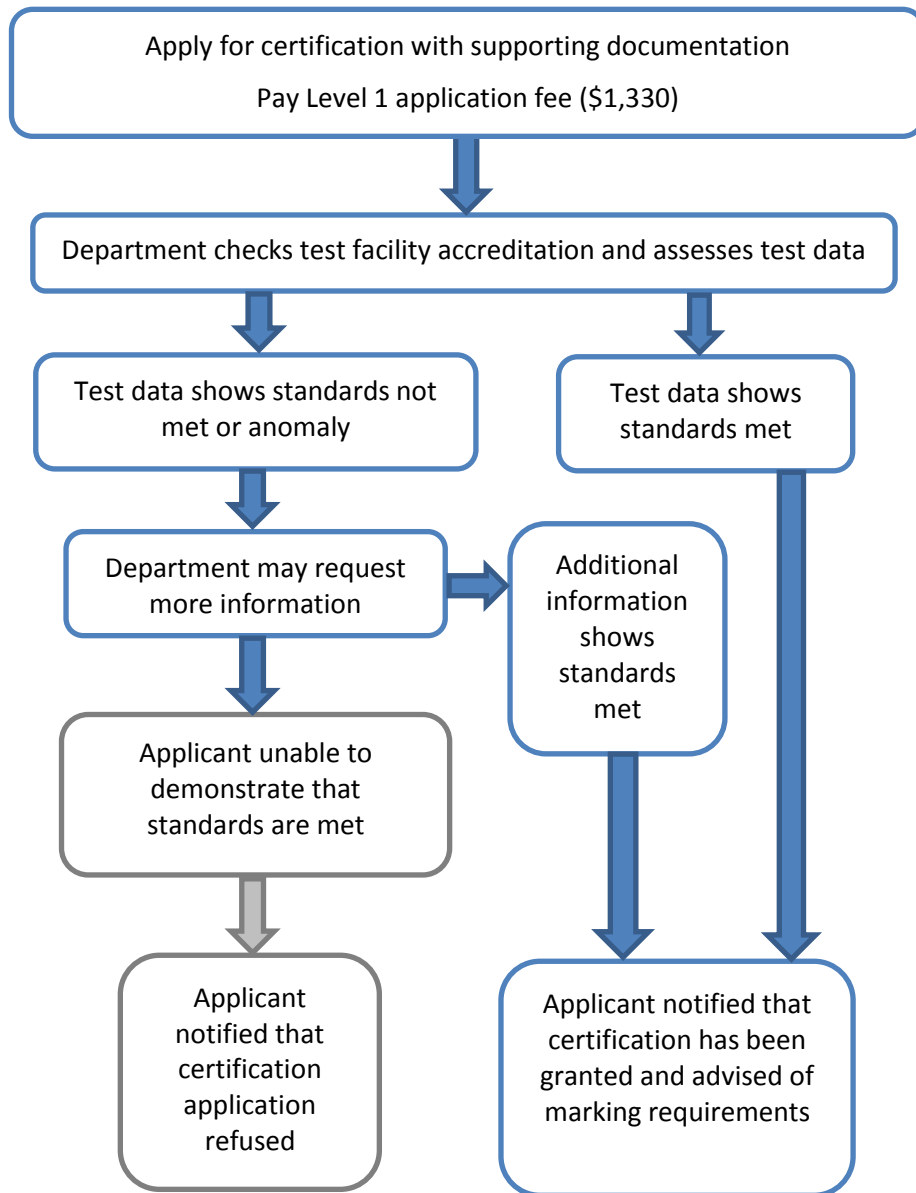 Apply for certification with supporting documentation
Pay Level 1 application fee ($1,330)
Department checks test facility accreditation and assesses test data
Test data shows standards not
met or anomaly
Test data shows
standards met
Department may request
more information
Additional
information
shows
standards
met
Applicant unable to
demonstrate that
standards are met
Applicant
notified that
certification
application
refused
Applicant notified that
certification has been
granted and advised of
marking requirements